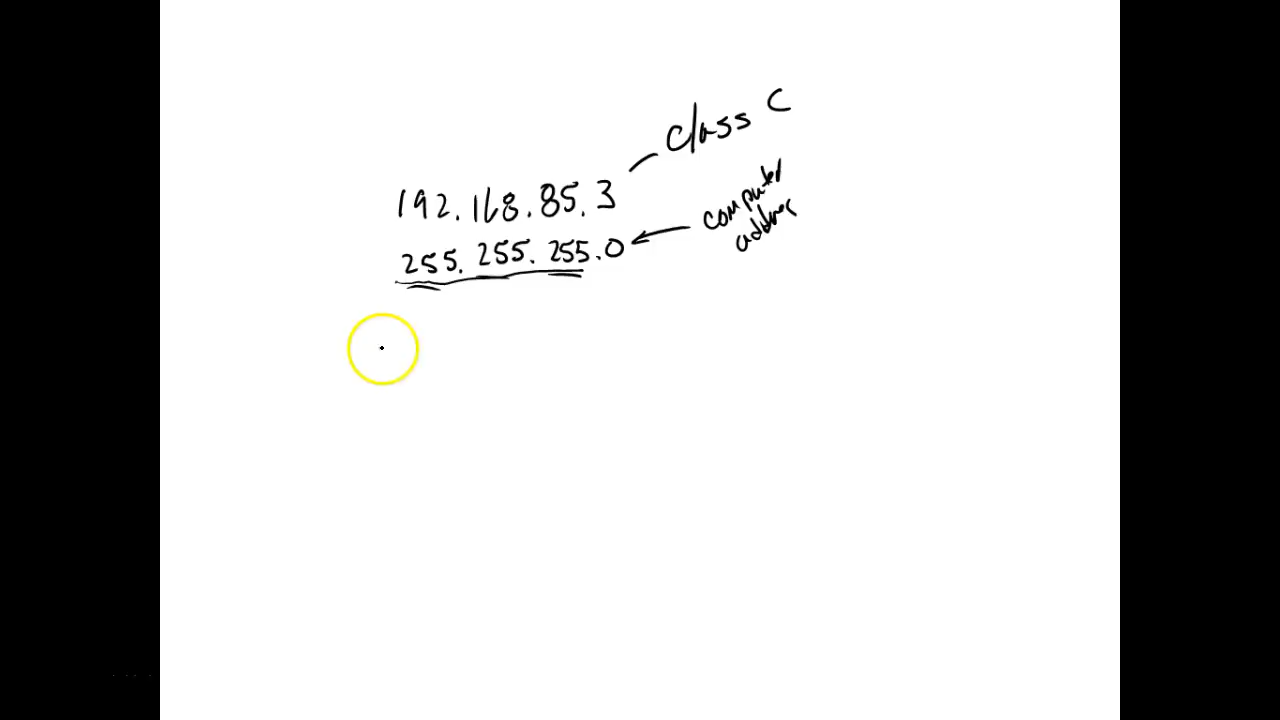 class C
192.168.85.3
computer
address
255.255.255.0